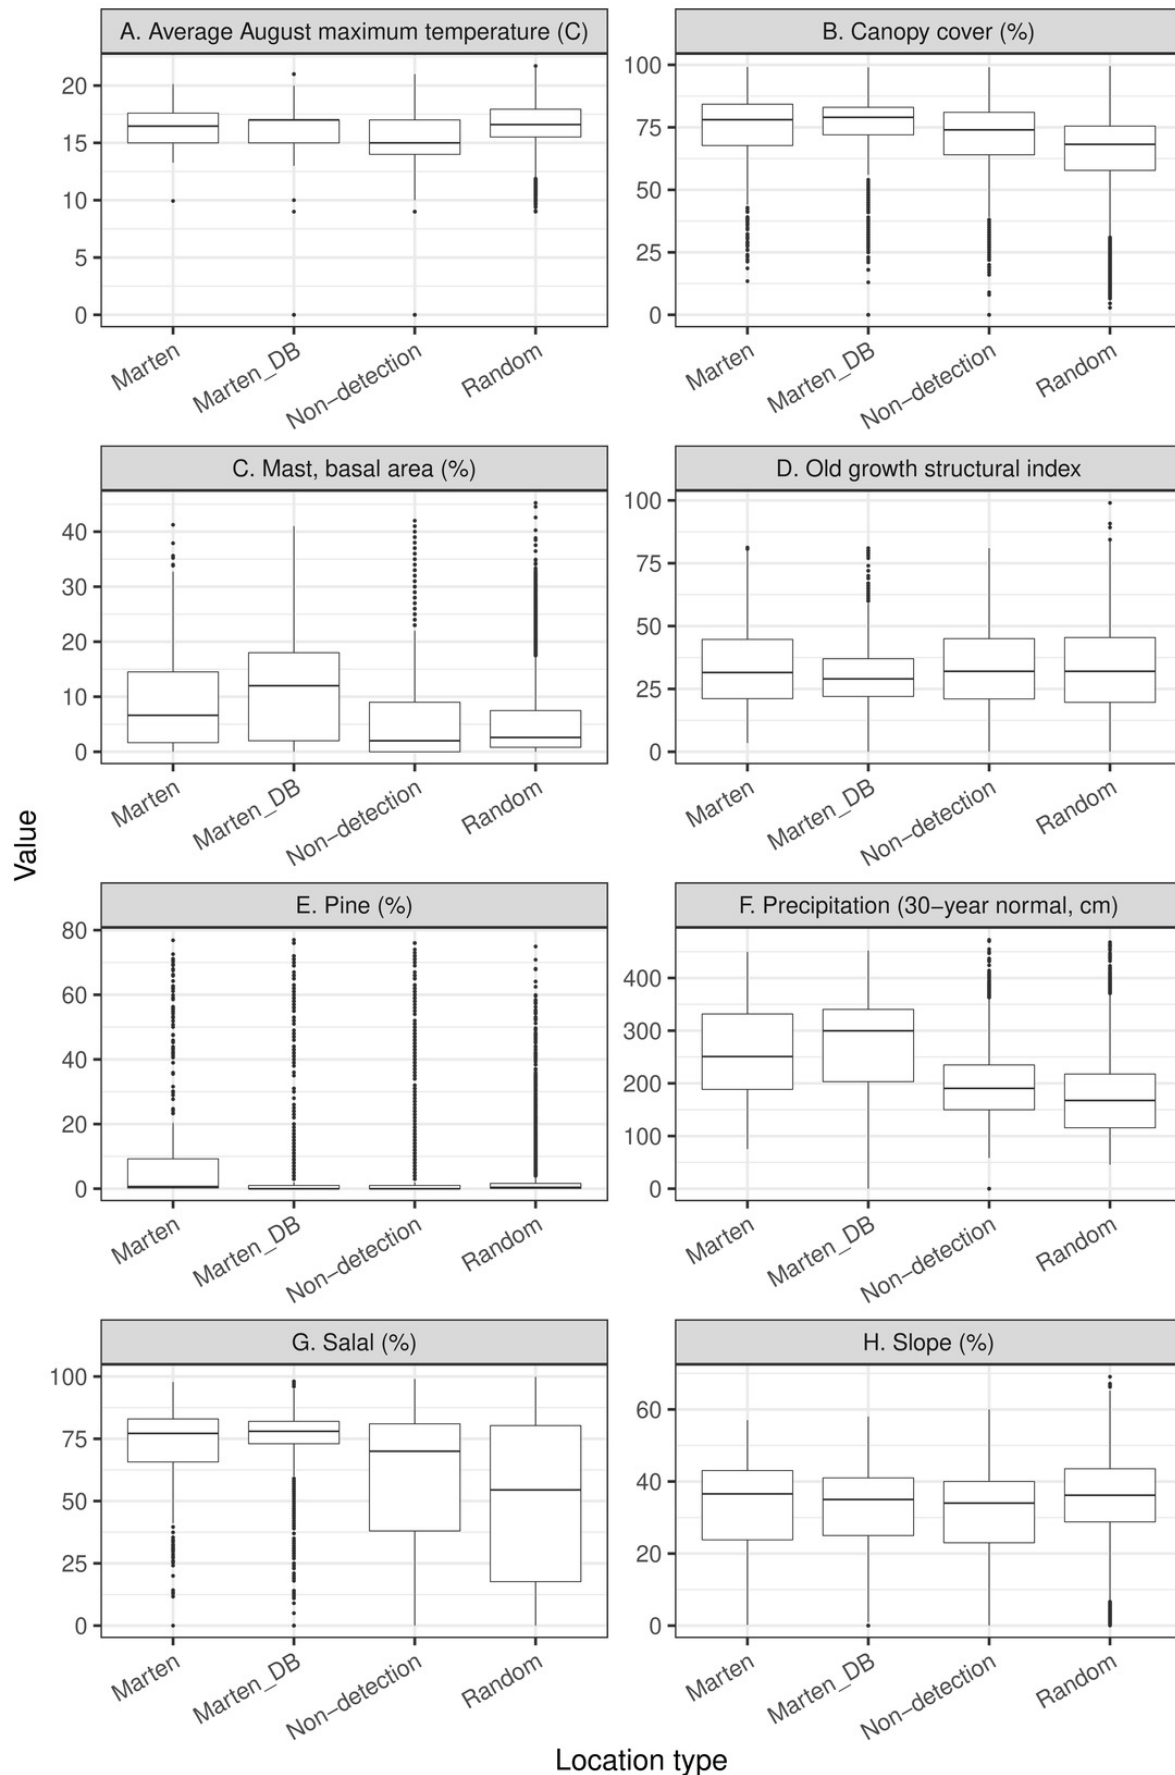 A. Average August maximum temperature (C)
20
15
10
5
0
Marten
Marten_DB
Non−detection
Random
B. Canopy cover (%)
100
75
50
25
0
Marten
Marten_DB
Non−detection
Random
C. Mast, basal area (%)
40
30
20
10
0
Marten
Marten_DB
Non−detection
Random
D. Old growth structural index
100
75
50
25
0
Marten
Marten_DB
Non−detection
Random
Value
E. Pine (%)
80
60
40
20
0
Marten
Marten_DB
Non−detection
Random
F. Precipitation (30−year normal, cm)
400
300
200
100
0
Marten
Marten_DB
Non−detection
Random
G. Salal (%)
100
75
50
25
0
Marten
Marten_DB
Non−detection
Random
H. Slope (%)
60
40
20
0
Marten
Marten_DB
Non−detection
Random
Location type